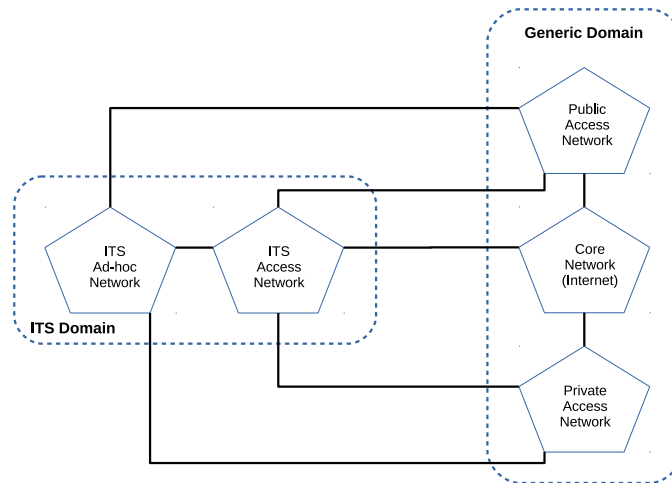 Generic Domain
Public
Access
Network
ITS
Ad-hoc
Network
ITS
Access
Network
Core
Network
(Internet)
ITS Domain
Private
Access
Network